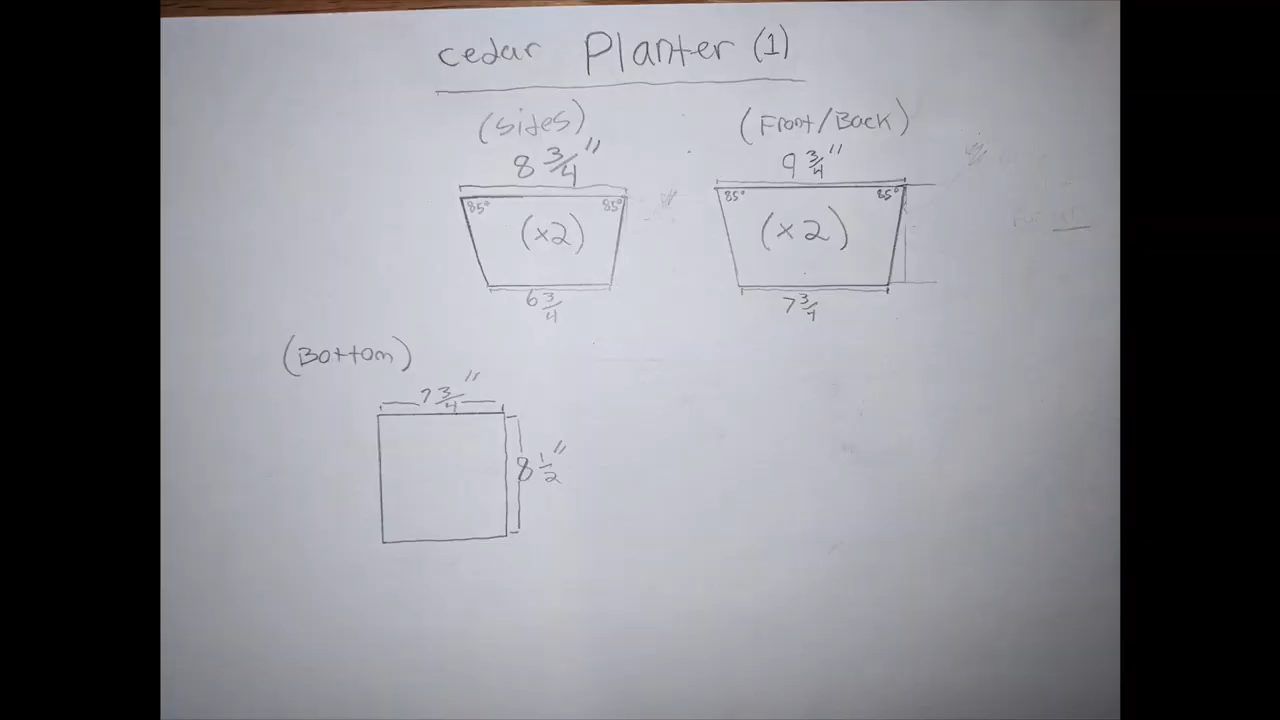 cedar Planter (1)
(sides)
8 3/4"
85° 85°
(x2)
6 3/4
(Front/Back)
9 3/4"
85° 85°
(x2)
7 3/4
(Bottom)
7 3/4"
8 1/2"